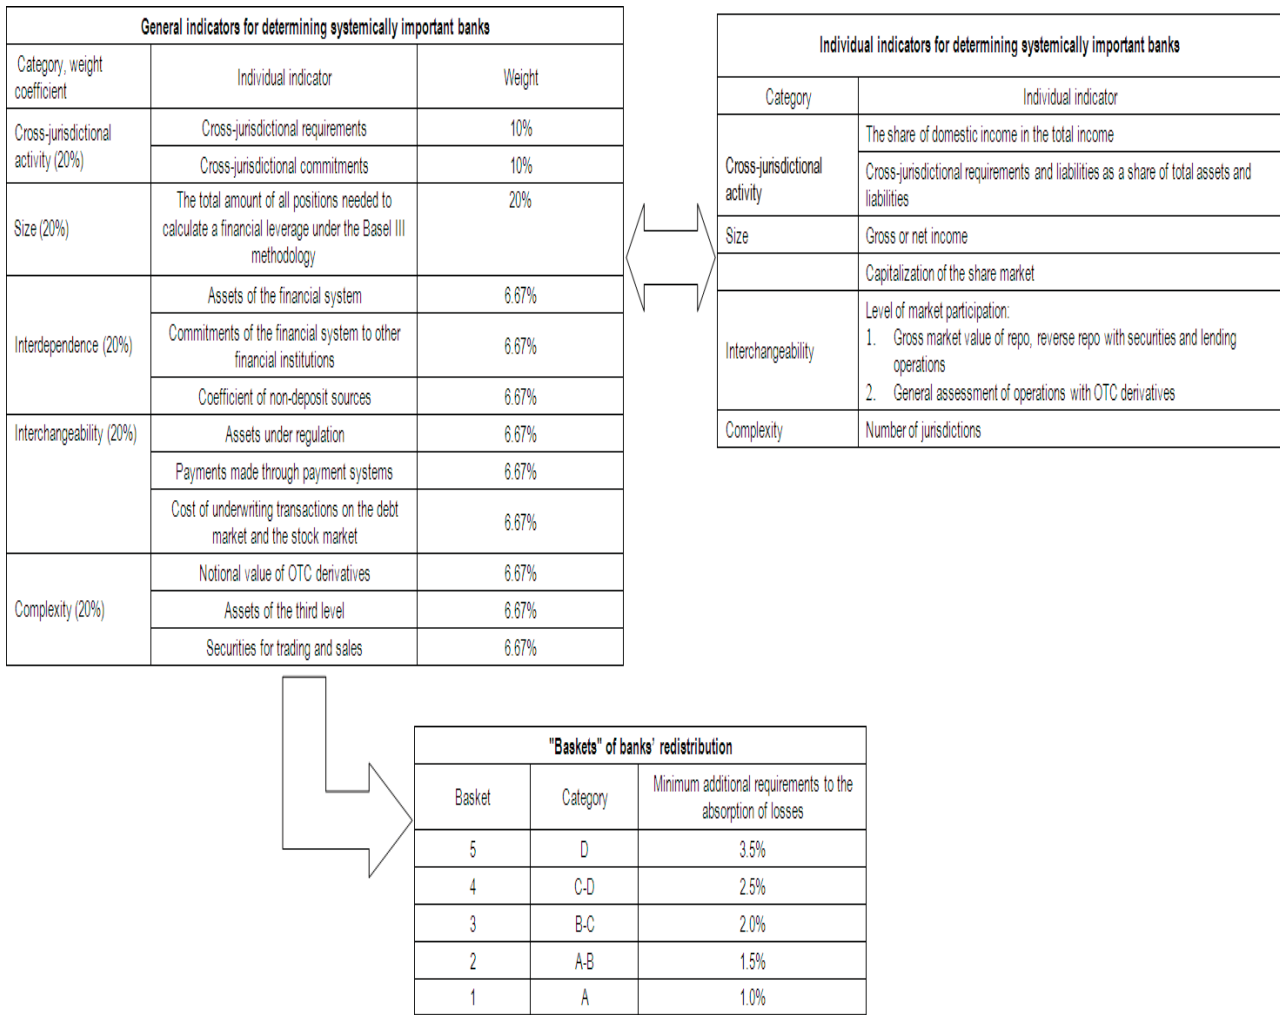 General indicators for determining systemically important banks
Category, weight
coefficient
Individual indicator
Weight
Cross-jurisdictional
activity (20%)
Cross-jurisdictional requirements
10%
Cross-jurisdictional commitments
10%
Size (20%)
The total amount of all positions needed to
calculate a financial leverage under the Basel III
methodology
20%
Interdependence (20%)
Assets of the financial system
6.67%
Commitments of the financial system to other
financial institutions
6.67%
Coefficient of non-deposit sources
6.67%
Interchangeability (20%)
Assets under regulation
6.67%
Payments made through payment systems
6.67%
Cost of underwriting transactions on the debt
market and the stock market
6.67%
Complexity (20%)
Notional value of OTC derivatives
6.67%
Assets of the third level
6.67%
Securities for trading and sales
6.67%
Individual indicators for determining systemically important banks
Category
Individual indicator
Cross-jurisdictional
activity
The share of domestic income in the total income
Cross-jurisdictional requirements and liabilities as a share of total assets and
liabilities
Size
Gross or net income
Capitalization of the share market
Interchangeability
Level of market participation:
1. Gross market value of repo, reverse repo with securities and lending
operations
2. General assessment of operations with OTC derivatives
Complexity
Number of jurisdictions
"Baskets" of banks' redistribution
Basket
Category
Minimum additional requirements to the
absorption of losses
5
D
3.5%
4
C-D
2.5%
3
B-C
2.0%
2
A-B
1.5%
1
A
1.0%